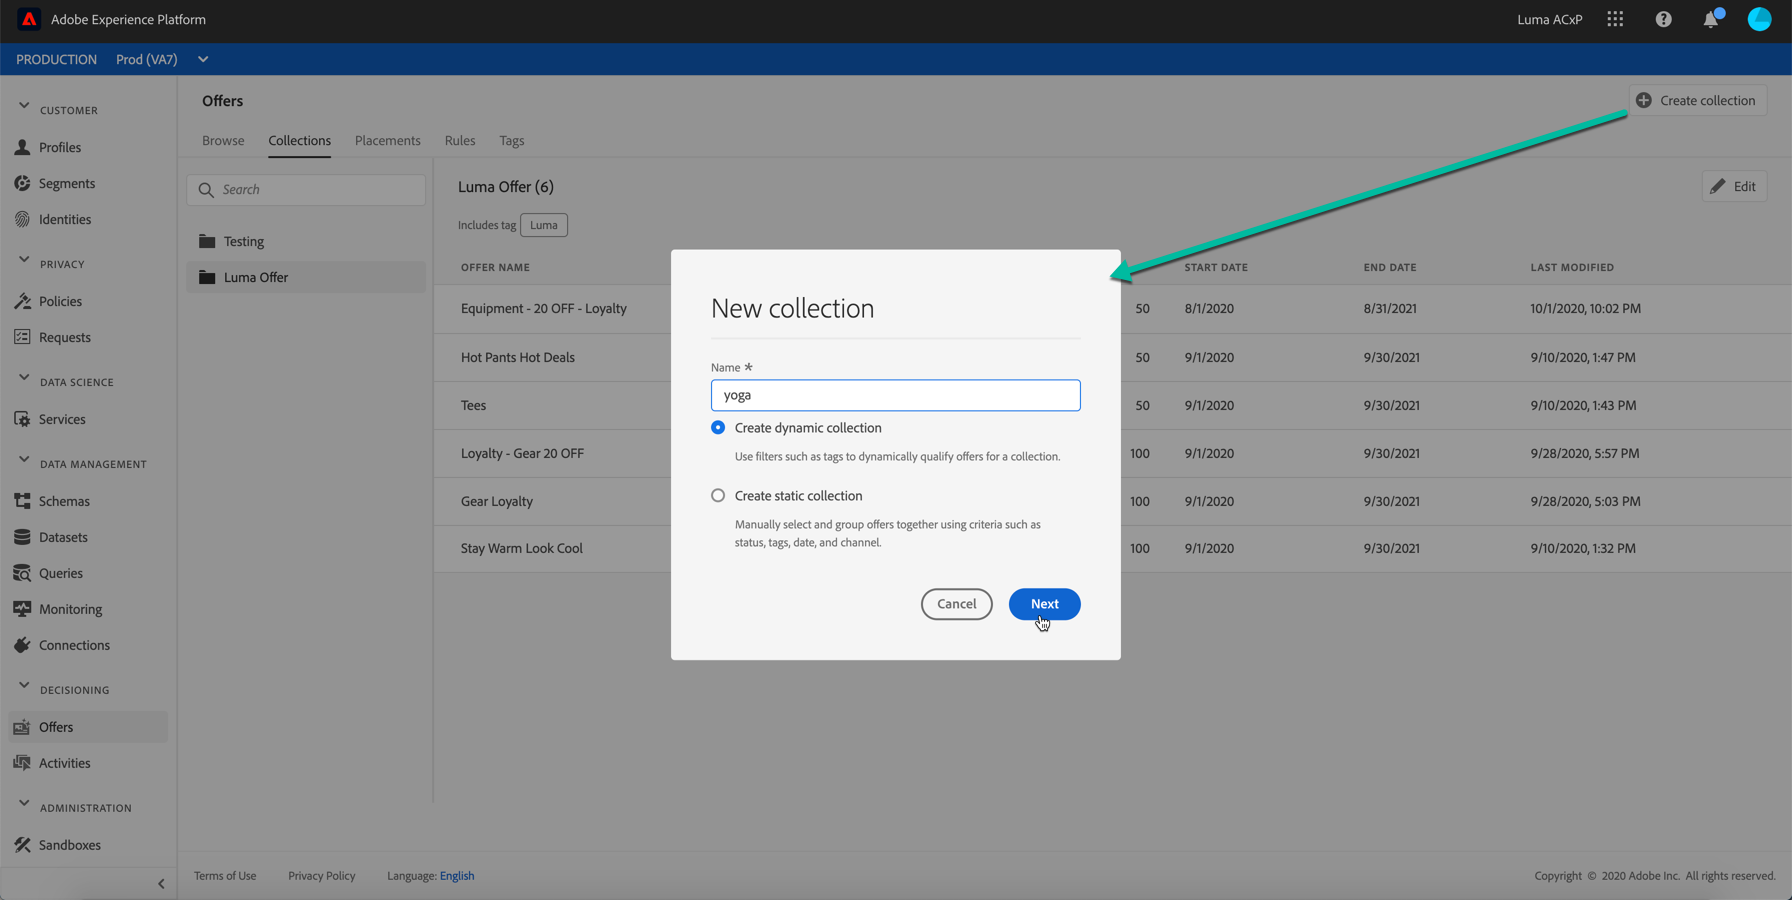 Adobe Experience Platform
Luma ACxP
PRODUCTION Prod (VA7)
CUSTOMER
Profiles
Segments
Identities
PRIVACY
Policies
Requests
DATA SCIENCE
Services
DATA MANAGEMENT
Schemas
Datasets
Queries
Monitoring
Connections
DECISIONING
Offers
Activities
ADMINISTRATION
Sandboxes
Offers
Create collection
Browse Collections Placements Rules Tags
Search
Testing
Luma Offer
Luma Offer (6)
Edit
Includes tag Luma
OFFER NAME START DATE END DATE LAST MODIFIED
Equipment - 20 OFF - Loyalty 50 8/1/2020 8/31/2021 10/1/2020, 10:02 PM
Hot Pants Hot Deals 50 9/1/2020 9/30/2021 9/10/2020, 1:47 PM
Tees 50 9/1/2020 9/30/2021 9/10/2020, 1:43 PM
Loyalty - Gear 20 OFF 100 9/1/2020 9/30/2021 9/28/2020, 5:57 PM
Gear Loyalty 100 9/1/2020 9/30/2021 9/28/2020, 5:03 PM
Stay Warm Look Cool 100 9/1/2020 9/30/2021 9/10/2020, 1:32 PM
New collection
Name *
yoga
Create dynamic collection
Use filters such as tags to dynamically qualify offers for a collection.
Create static collection
Manually select and group offers together using criteria such as
status, tags, date, and channel.
Cancel Next
Terms of Use Privacy Policy Language: English
Copyright © 2020 Adobe Inc. All rights reserved.